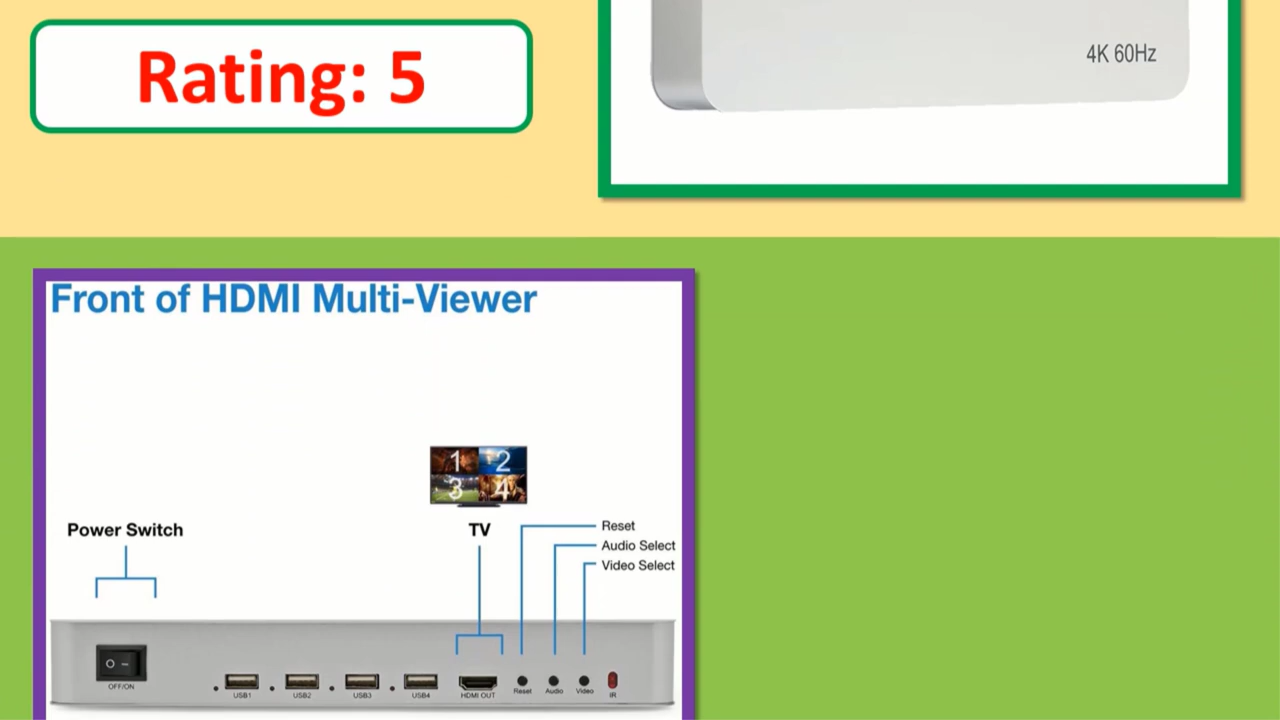 Rating: 5
4K 60Hz
Front of HDMI Multi-Viewer
1 2
3 4
Power Switch
TV
Reset
Audio Select
Video Select
OFF/ON
USB1
USB2
USB3
USB4
HDMI OUT
Reset
Audio
Video
IR